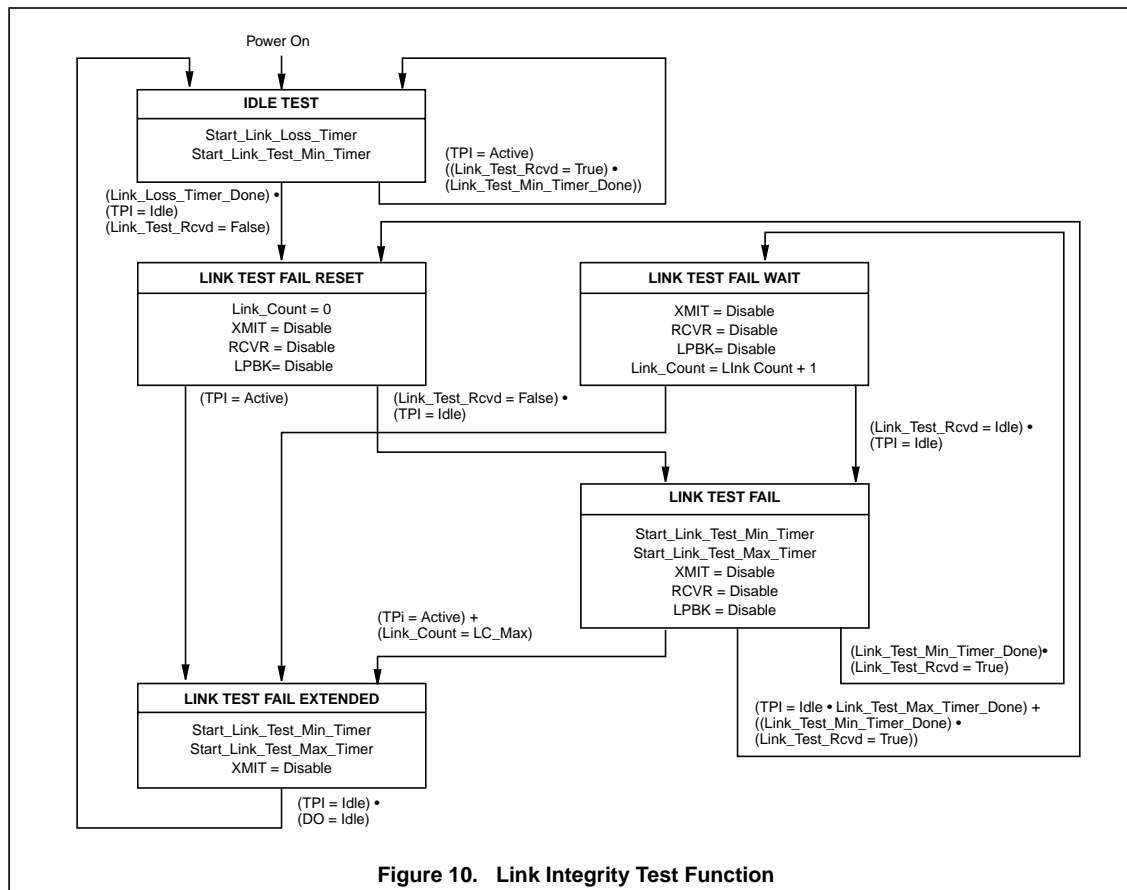 Power On
IDLE TEST
Start_Link_Loss_Timer
Start_Link_Test_Min_Timer
(TPI = Active)
((Link_Test_Rcvd = True) •
(Link_Test_Min_Timer_Done))
(Link_Loss_Timer_Done) •
(TPI = Idle)
(Link_Test_Rcvd = False)
LINK TEST FAIL RESET
Link_Count = 0
XMIT = Disable
RCVR = Disable
LPBK= Disable
LINK TEST FAIL WAIT
XMIT = Disable
RCVR = Disable
LPBK= Disable
Link_Count = LInk Count + 1
(TPI = Active)
(Link_Test_Rcvd = False) •
(TPI = Idle)
(Link_Test_Rcvd = Idle) •
(TPI = Idle)
LINK TEST FAIL
Start_Link_Test_Min_Timer
Start_Link_Test_Max_Timer
XMIT = Disable
RCVR = Disable
LPBK = Disable
(TPi = Active) +
(Link_Count = LC_Max)
(Link_Test_Min_Timer_Done)•
(Link_Test_Rcvd = True)
LINK TEST FAIL EXTENDED
Start_Link_Test_Min_Timer
Start_Link_Test_Max_Timer
XMIT = Disable
(TPI = Idle • Link_Test_Max_Timer_Done) +
((Link_Test_Min_Timer_Done) •
(Link_Test_Rcvd = True))
(TPI = Idle) •
(DO = Idle)
Figure 10. Link Integrity Test Function